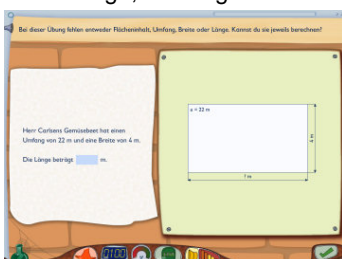 Bei dieser Übung fehlen entweder Flächeninhalt, Umfang, Breite oder Länge. Kannst du sie jeweils berechnen?
Herr Carlsens Gemüsebeet hat einen
Umfang von 22 m und eine Breite von 4 m.
Die Länge beträgt m.
u = 22 m
4 m
? m